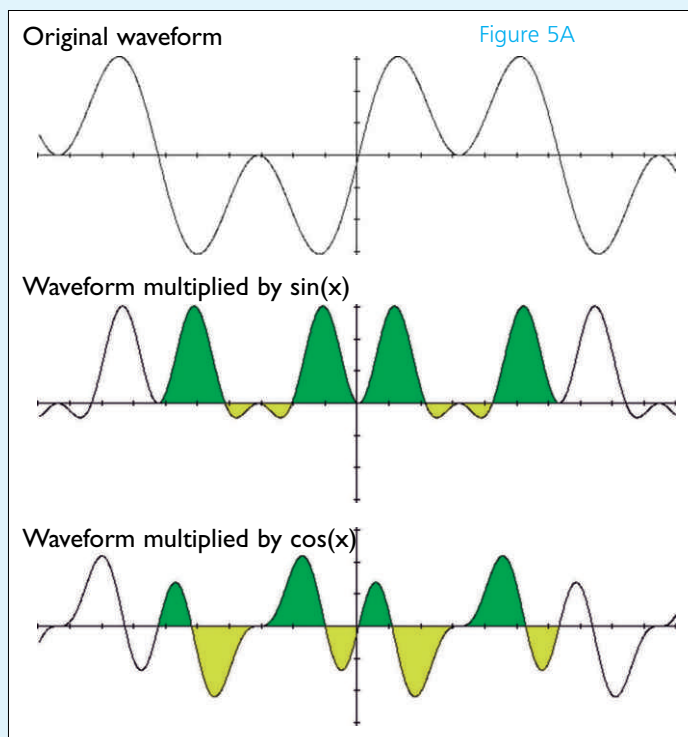 Original waveform
Figure 5A
Waveform multiplied by sin(x)
Waveform multiplied by cos(x)